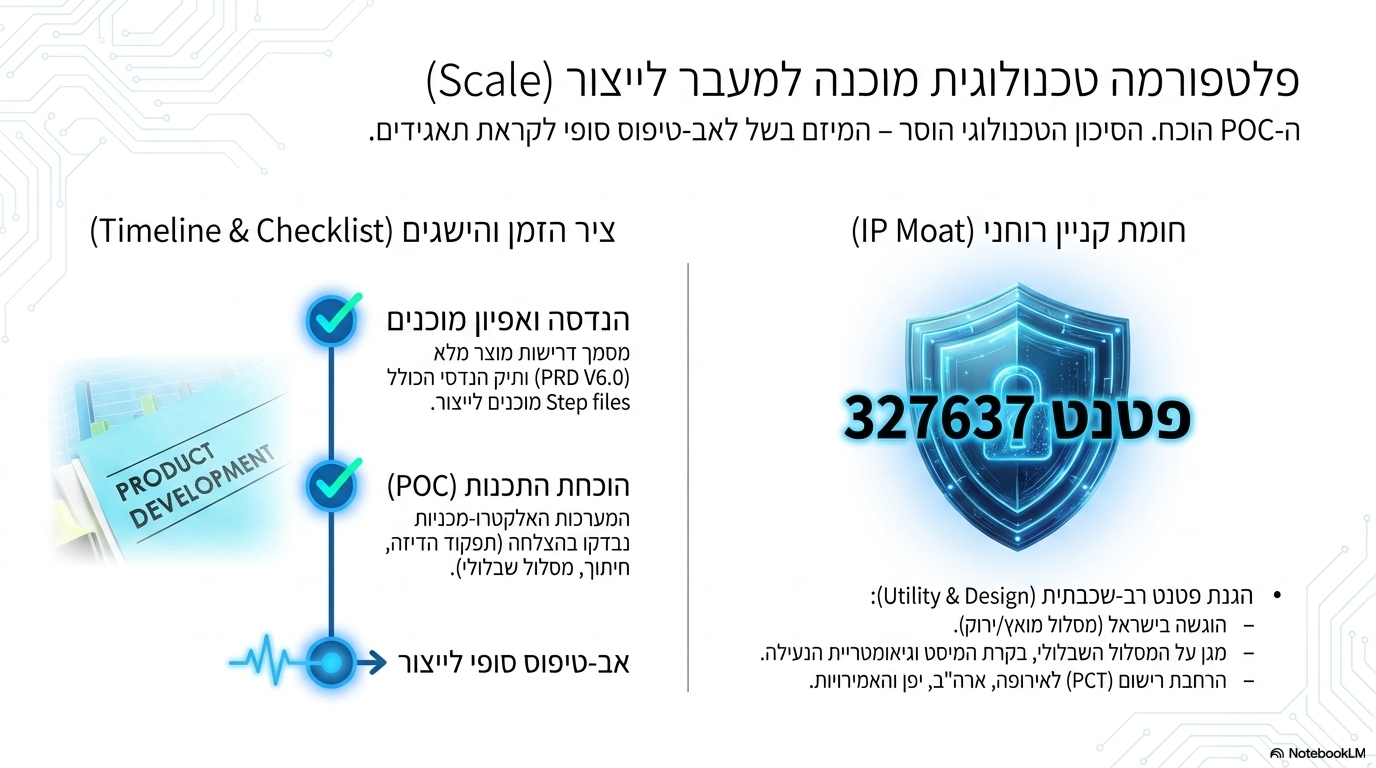 פלטפורמה טכנולוגית מוכנה למעבר לייצור (Scale)
ה-POC הוכח. הסיכון הטכנולוגי הוסר – המיזם בשל לאב-טיפוס סופי לקראת תאגידים.
חומת קניין רוחני (IP Moat)
פטנט 327637
• הגנת פטנט רב-שכבתית (Utility & Design):
– הוגשה בישראל (מסלול מואץ/ירוק).
– מגן על המסלול השבלולי, בקרת המיסט וגיאומטריית הנעילה.
– הרחבת רישום (PCT) לאירופה, ארה"ב, יפן והאמירויות.
ציר הזמן והישגים (Timeline & Checklist)
הנדסה ואפיון מוכנים
מסמך דרישות מוצר מלא
(PRD V6.0) ותיק הנדסי הכולל
Step files מוכנים לייצור.
הוכחת התכנות (POC)
המערכות האלקטרו-מכניות
נבדקו בהצלחה (תפקוד הדיזה,
חיתוך, מסלול שבלולי).
אב-טיפוס סופי לייצור
PRODUCT
DEVELOPMENT
NotebookLM